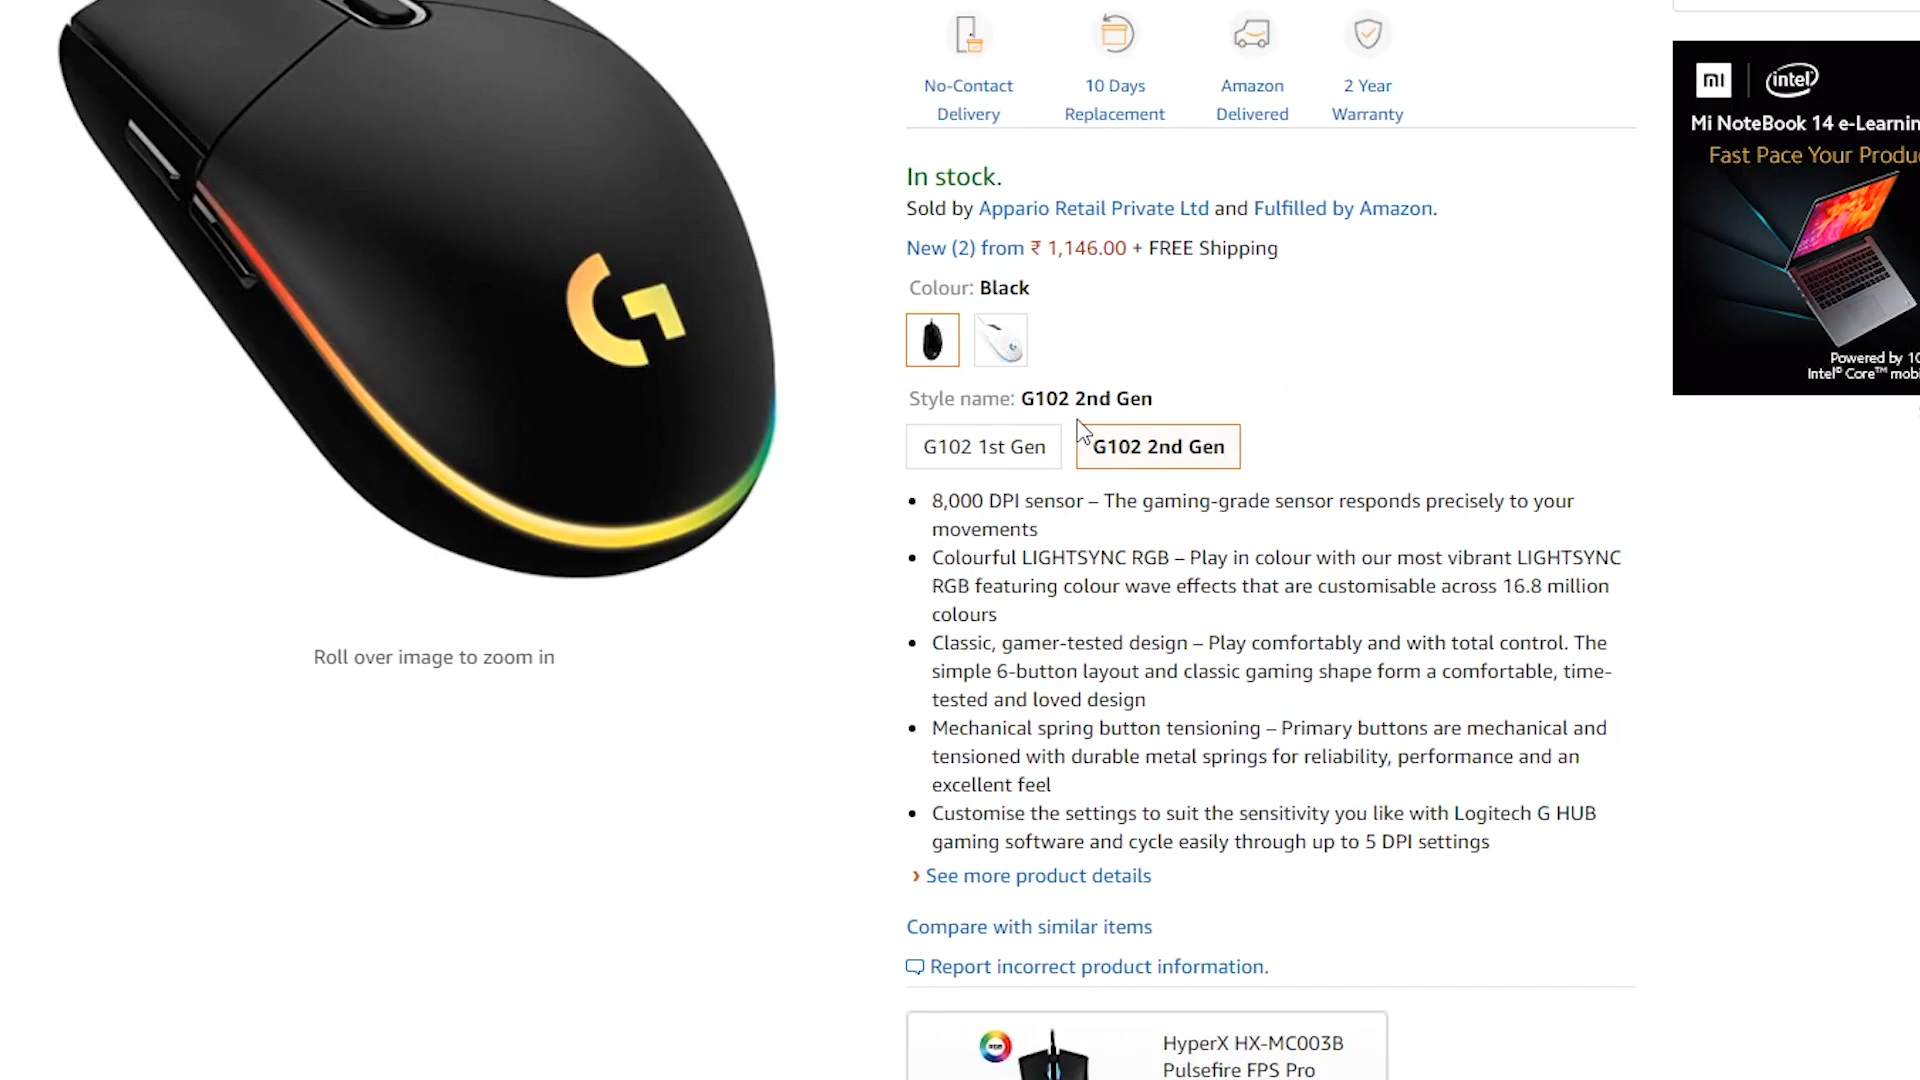 No-Contact
Delivery
10 Days
Replacement
Amazon
Delivered
2 Year
Warranty
In stock.
Sold by Appario Retail Private Ltd and Fulfilled by Amazon.
New (2) from ₹ 1,146.00 + FREE Shipping
Colour: Black
Style name: G102 2nd Gen
G102 1st Gen
G102 2nd Gen
• 8,000 DPI sensor – The gaming-grade sensor responds precisely to your
movements
• Colourful LIGHTSYNC RGB – Play in colour with our most vibrant LIGHTSYNC
RGB featuring colour wave effects that are customisable across 16.8 million
colours
• Classic, gamer-tested design – Play comfortably and with total control. The
simple 6-button layout and classic gaming shape form a comfortable, time-
tested and loved design
• Mechanical spring button tensioning – Primary buttons are mechanical and
tensioned with durable metal springs for reliability, performance and an
excellent feel
• Customise the settings to suit the sensitivity you like with Logitech G HUB
gaming software and cycle easily through up to 5 DPI settings
› See more product details
Compare with similar items
Report incorrect product information.
HyperX HX-MC003B
Pulsefire FPS Pro
Roll over image to zoom in
G
mi
intel
Mi NoteBook 14 e-Learnin
Fast Pace Your Produ
Powered by 10
Intel® Core™ mobi